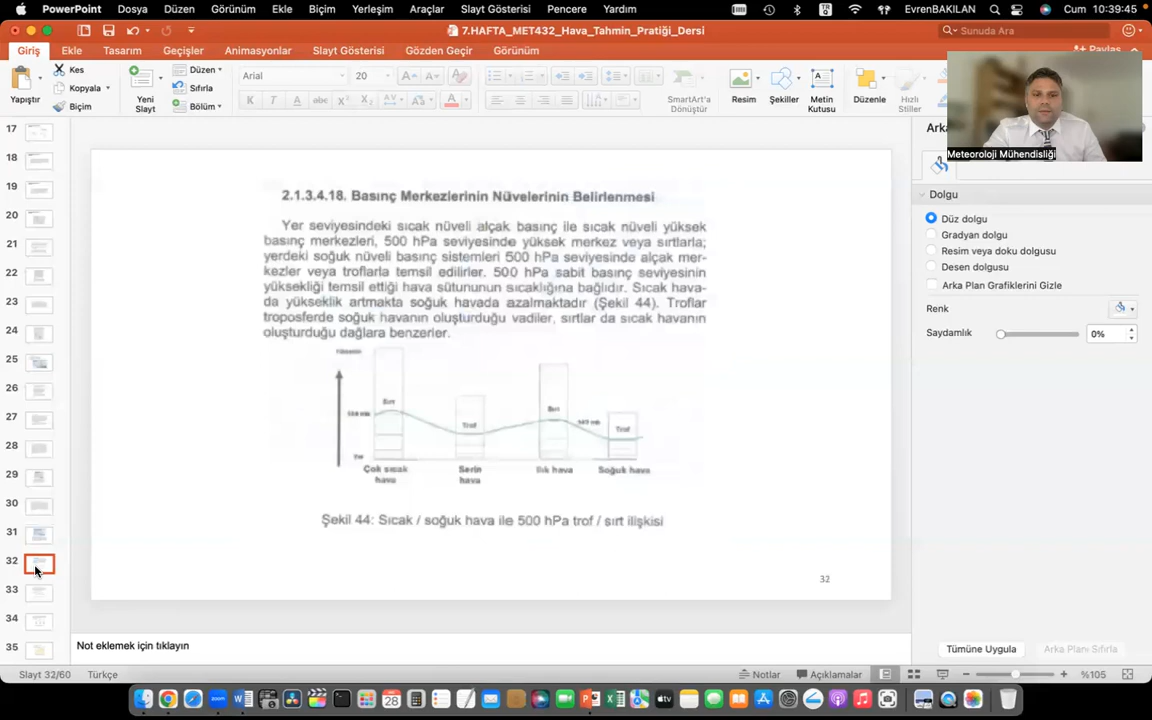 PowerPoint Dosya Düzen Görünüm Ekle Biçim Yerleşim Araçlar Slayt Gösterisi Pencere Yardım EvrenBAKILAN Cum 10:39:45
7.HAFTA_MET432_Hava_Tahmin_Pratiği_Dersi
Sunuda Ara
Giriş Ekle Tasarım Geçişler Animasyonlar Slayt Gösterisi Gözden Geçir Görünüm Paylaş
Yapıştır
Kes
Kopyala
Biçim
Yeni Slayt
Düzen
Sıfırla
Bölüm
Arial 20
SmartArt'a Dönüştür
Resim
Şekiller
Metin Kutusu
Düzenle
Hızlı Stiller
Meteoroloji Mühendisliği
17
18
19
20
21
22
23
24
25
26
27
28
29
30
31
32
33
34
35
2.1.3.4.18. Basınç Merkezlerinin Nüvelerinin Belirlenmesi
Yer seviyesindeki sıcak nüveli alçak basınç ile sıcak nüveli yüksek
basınç merkezleri, 500 hPa seviyesinde yüksek merkez veya sırtlarla;
yerdeki soğuk nüveli basınç sistemleri 500 hPa seviyesinde alçak mer-
kezler veya troflarla temsil edilirler. 500 hPa sabit basınç seviyesinin
yüksekliği temsil ettiği hava sütununun sıcaklığına bağlıdır. Sıcak hava-
da yükseklik artmakta soğuk havada azalmaktadır (Şekil 44). Troflar
troposferde soğuk havanın oluşturduğu vadiler, sırtlar da sıcak havanın
oluşturduğu dağlara benzerler.
Sırt
Trof
Sırt
Trof
Yer
Çok sıcak hava
Serin hava
Ilık hava
Soğuk hava
Şekil 44: Sıcak / soğuk hava ile 500 hPa trof / sırt ilişkisi
32
Dolgu
Düz dolgu
Gradyan dolgu
Resim veya doku dolgusu
Desen dolgusu
Arka Plan Grafiklerini Gizle
Renk
Saydamlık 0%
Not eklemek için tıklayın
Tümüne Uygula
Arka Planı Sıfırla
Slayt 32/60 Türkçe
Notlar Açıklamalar %105